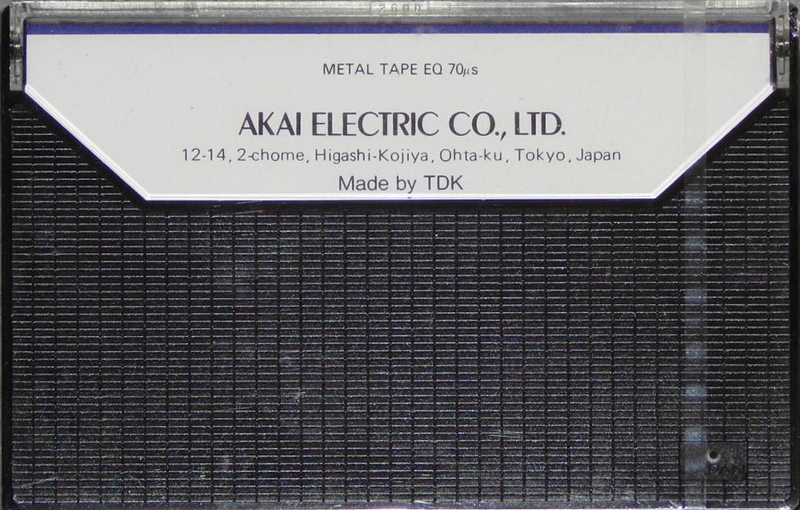 METAL TAPE EQ 70μs
AKAI ELECTRIC CO., LTD.
12-14, 2-chome, Higashi-Kojiya, Ohta-ku, Tokyo, Japan
Made by TDK